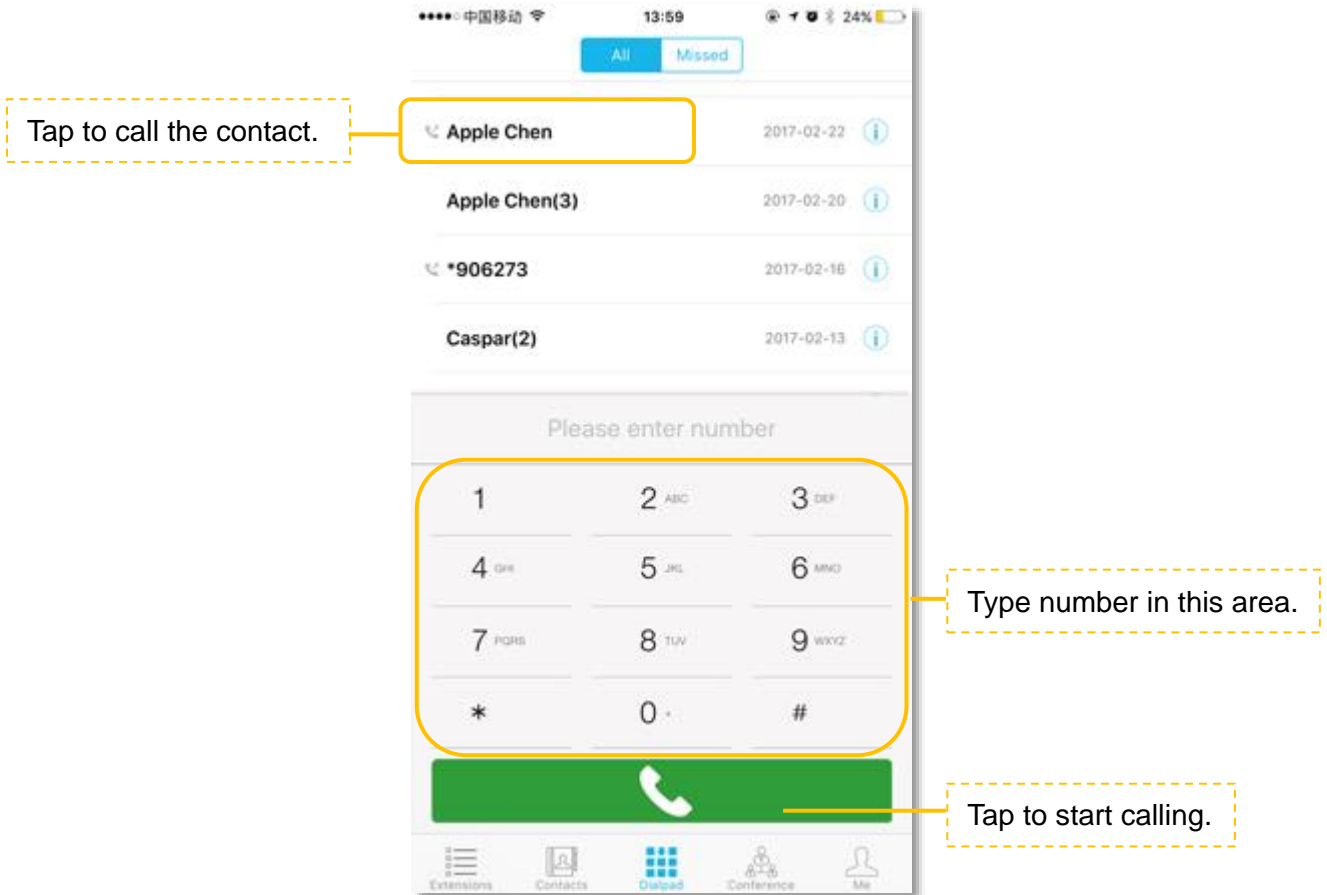 中国移动 13:59 24%
All Missed
Tap to call the contact.
Apple Chen 2017-02-22
Apple Chen(3) 2017-02-20
*906273 2017-02-16
Caspar(2) 2017-02-13
Please enter number
1 2 ABC 3 DEF
4 GHI 5 JKL 6 MNO
Type number in this area.
7 PQRS 8 TUV 9 WXYZ
* 0 #
Tap to start calling.
Extensions Contacts Dialpad Conference Me